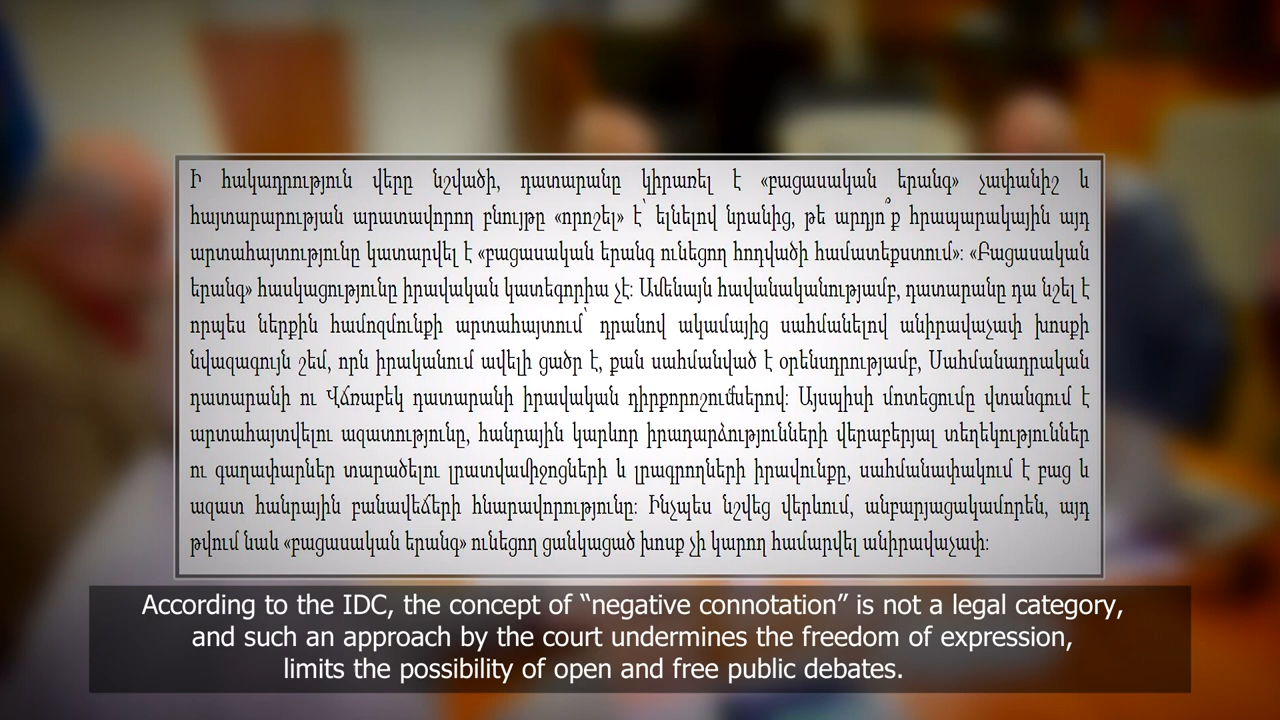 Ի հակադրություն վերը նշվածի, դատարանը կիրառել է «բացասական երանգ» չափանիշ և
հայտարարության արատավորող բնույթը «որոշել» է՝ ելնելով նրանից, թե արդյո՞ք հրապարակային այդ
արտահայտությունը կատարվել է «բացասական երանգ ունեցող հոդվածի համատեքստում»։ «Բացասական
երանգ» հասկացությունը իրավական կատեգորիա չէ։ Ամենայն հավանականությամբ, դատարանը դա նշել է
որպես ներքին համոզմունքի արտահայտում՝ դրանով ակամայից սահմանելով անիրավաչափ խոսքի
նվազագույն շեմ, որն իրականում ավելի ցածր է, քան սահմանված է օրենսդրությամբ, Սահմանադրական
դատարանի ու Վճռաբեկ դատարանի իրավական դիրքորոշումներով։ Այսպիսի մոտեցումը վտանգում է
արտահայտվելու ազատությունը, հանրային կարևոր իրադարձությունների վերաբերյալ տեղեկություններ
ու գաղափարներ տարածելու լրատվամիջոցների և լրագրողների իրավունքը, սահմանափակում է բաց և
ազատ հանրային բանավեճերի հնարավորությունը։ Ինչպես նշվեց վերևում, անբարյացակամորեն, այդ
թվում նաև «բացասական երանգ» ունեցող ցանկացած խոսք չի կարող համարվել անիրավաչափ։
According to the IDC, the concept of “negative connotation” is not a legal category,
and such an approach by the court undermines the freedom of expression,
limits the possibility of open and free public debates.